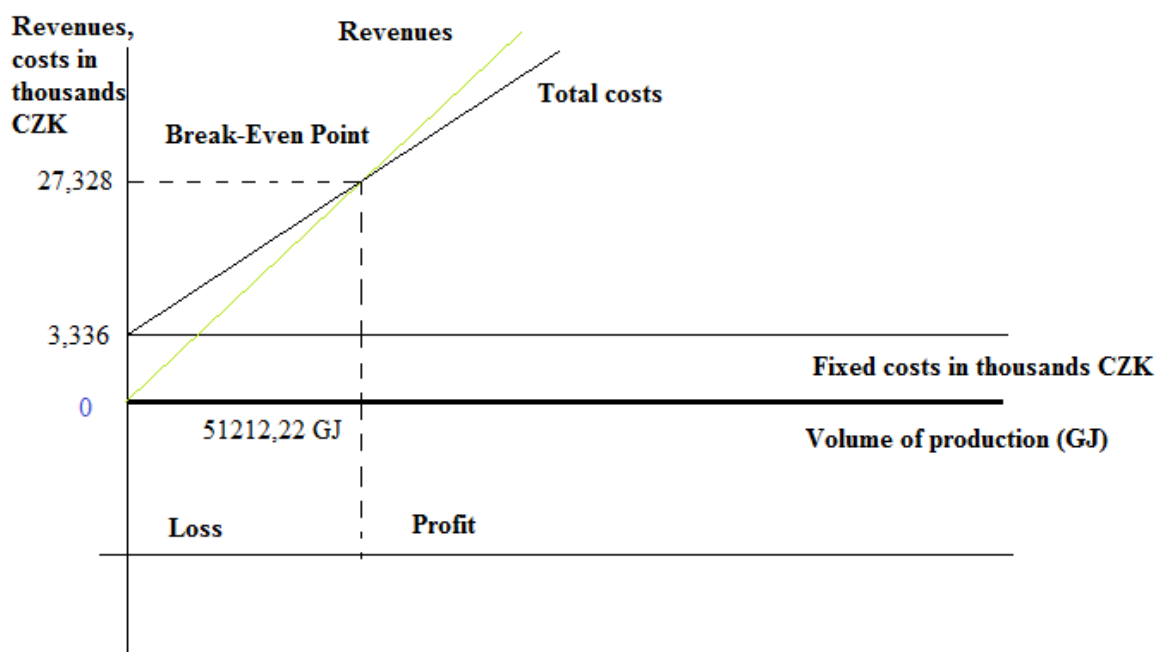 Revenues,
costs in
thousands
CZK
Revenues
Total costs
Break-Even Point
27,328
3,336
Fixed costs in thousands CZK
0
51212,22 GJ
Volume of production (GJ)
Loss
Profit